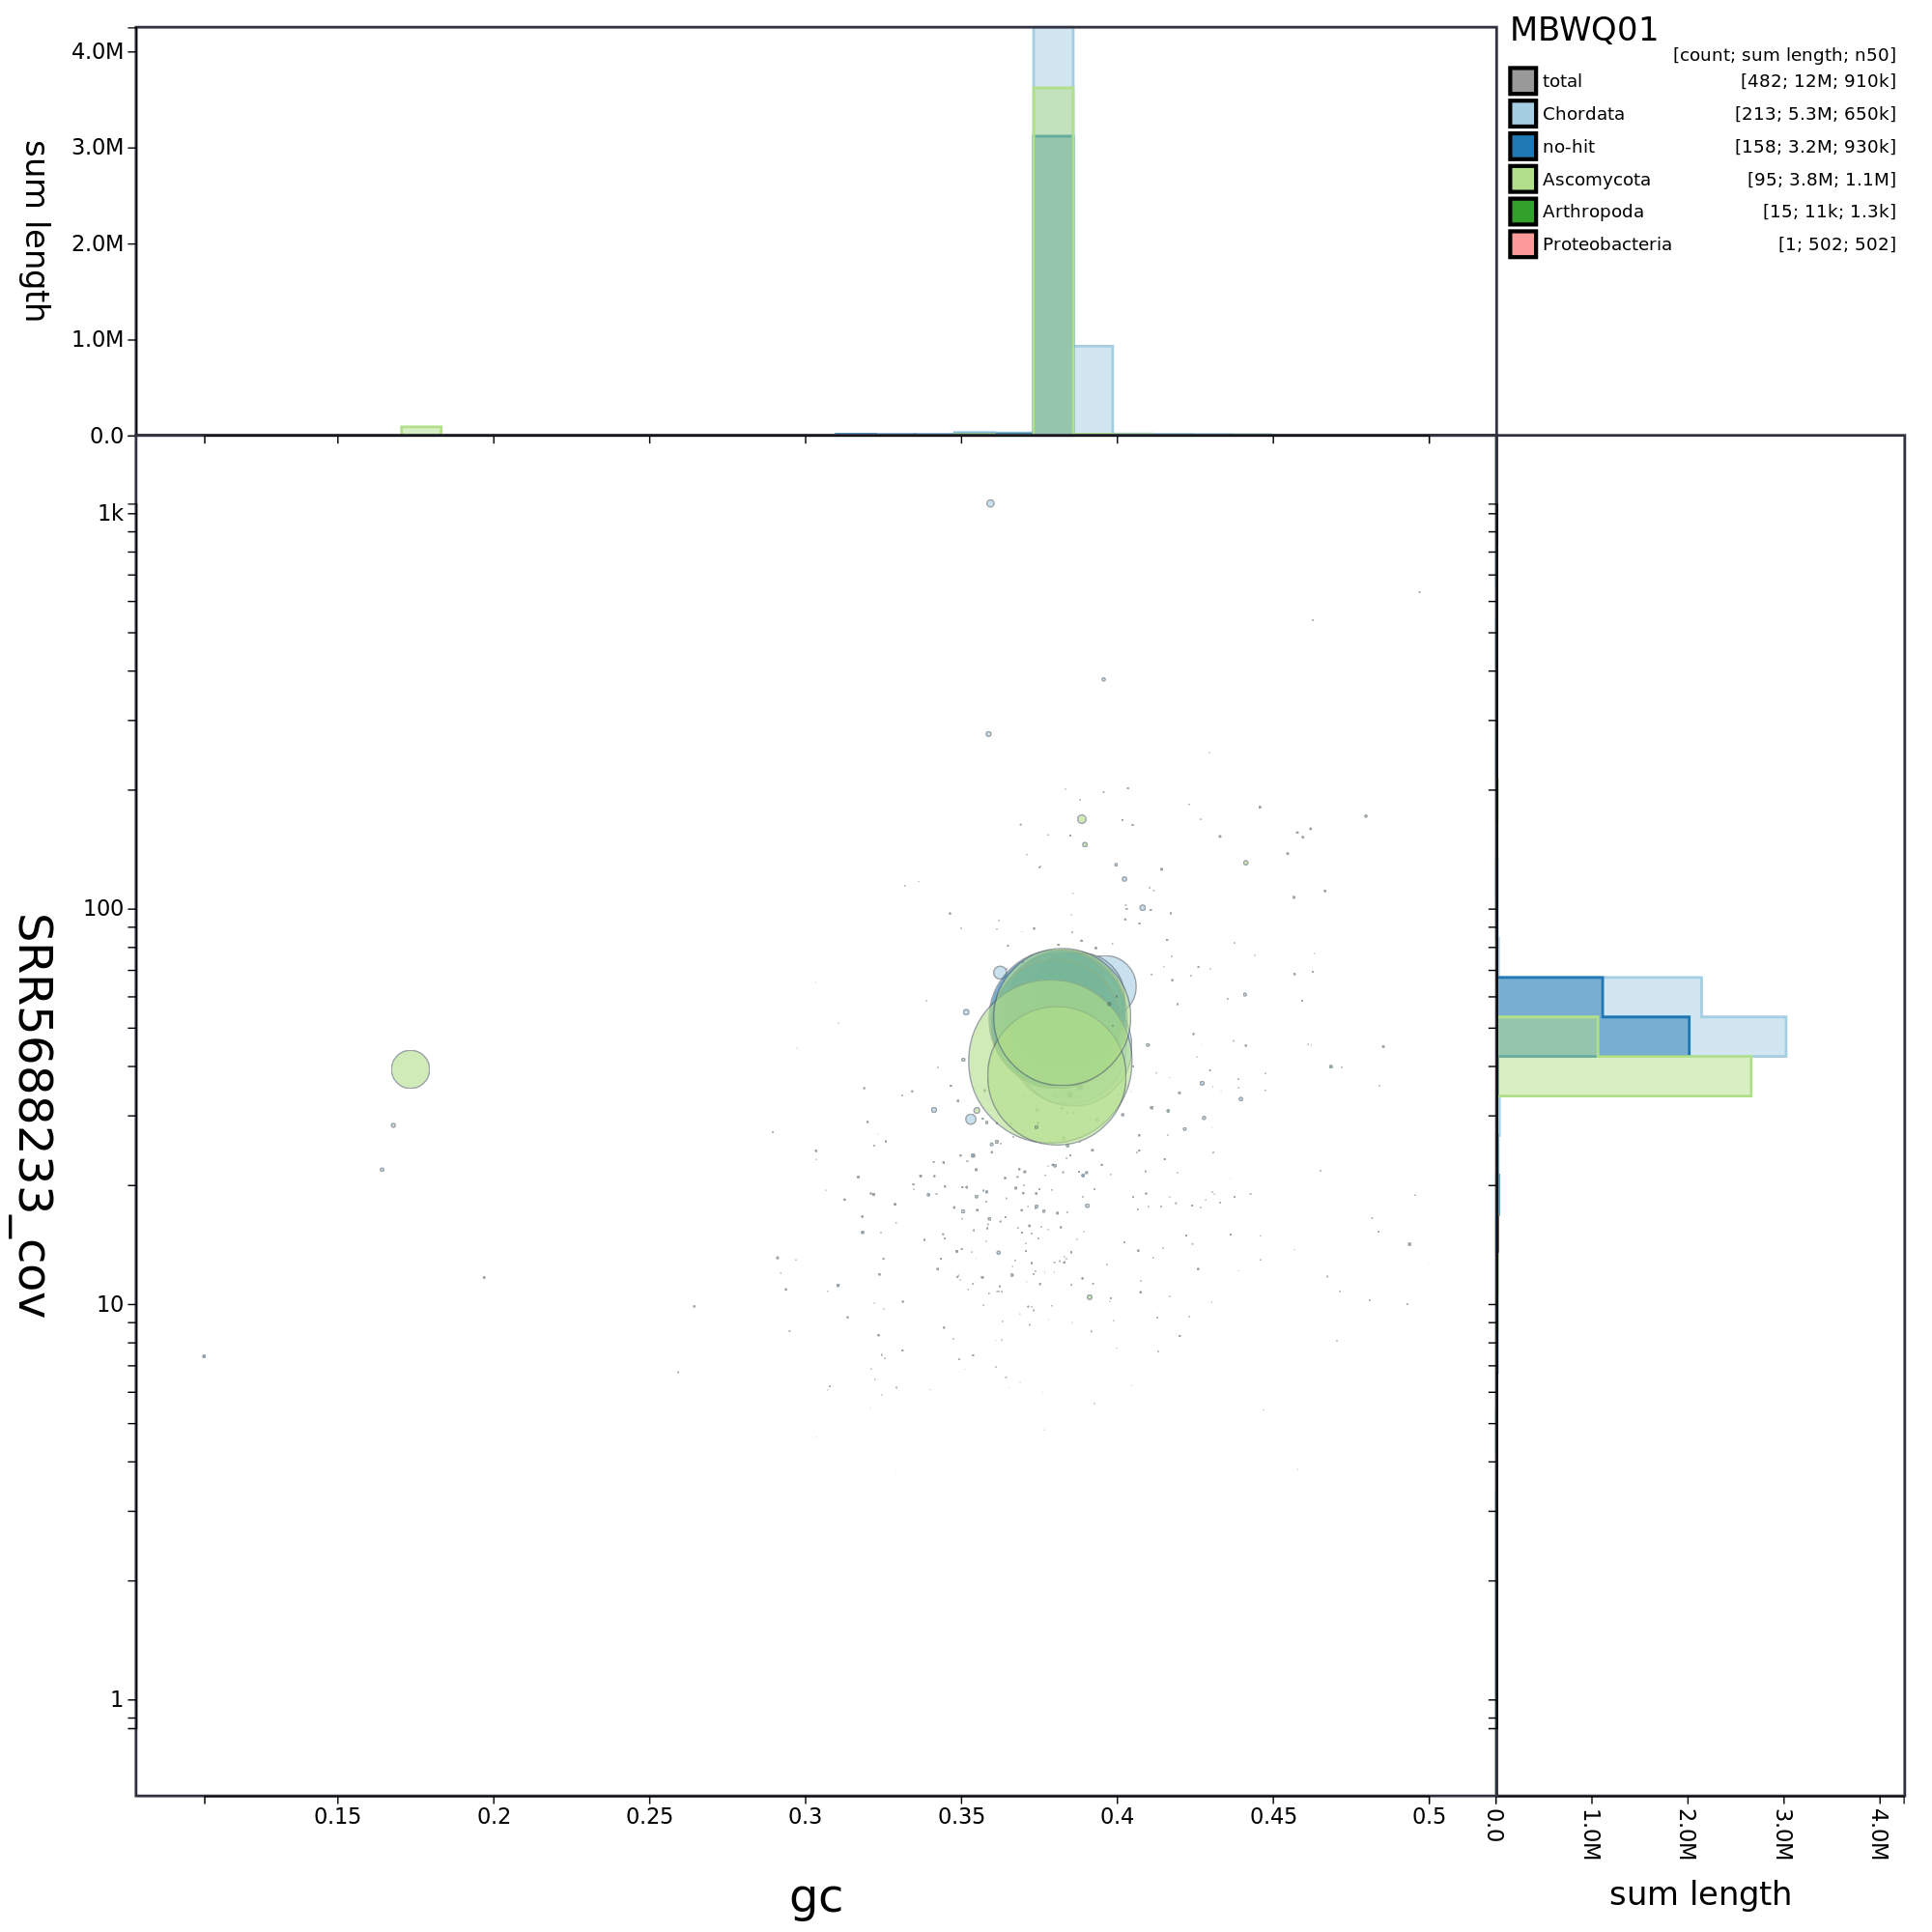 MBWQ01
[count; sum length; n50]
total [482; 12M; 910k]
Chordata [213; 5.3M; 650k]
no-hit [158; 3.2M; 930k]
Ascomycota [95; 3.8M; 1.1M]
Arthropoda [15; 11k; 1.3k]
Proteobacteria [1; 502; 502]
sum length
4.0M
3.0M
2.0M
1.0M
0.0
SRR5688233_cov
1k
100
10
1
0.15 0.2 0.25 0.3 0.35 0.4 0.45 0.5
gc
0.0 1.0M 2.0M 3.0M 4.0M
sum length